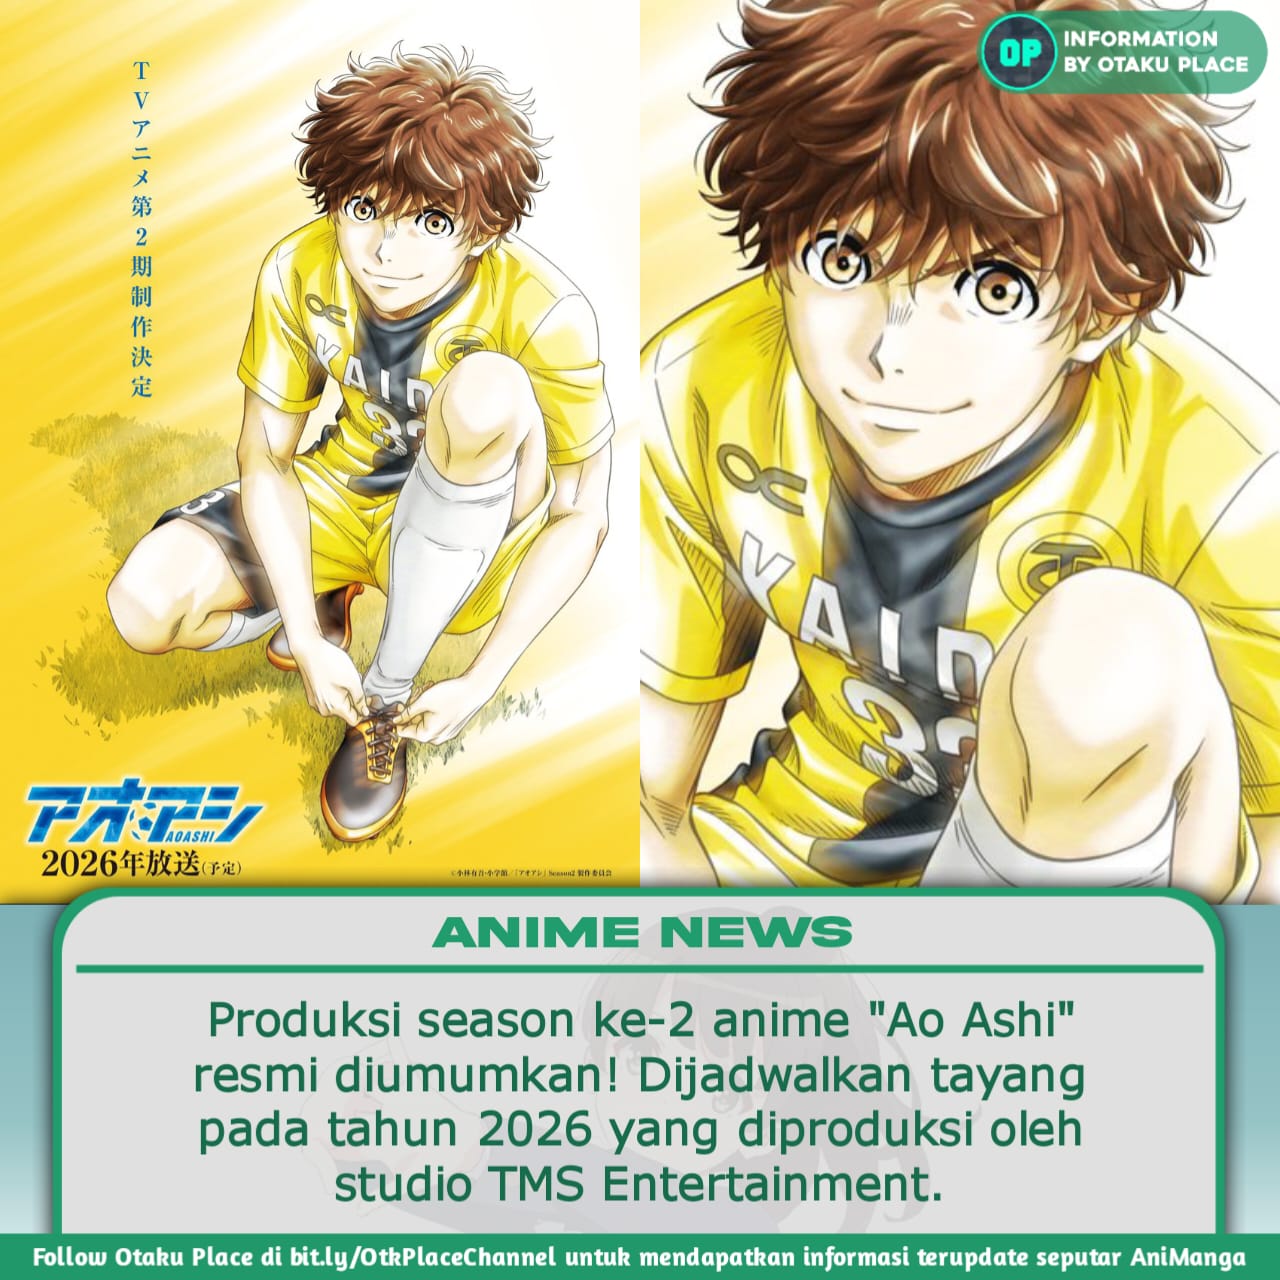 OP
INFORMATION
BY OTAKU PLACE
TVアニメ第2期制作決定
KAID
33
3
アオアシ
AOASHI
2026年放送(予定)
©小林有吾・小学館/「アオアシ」Season2 製作委員会
KAID
33
ANIME NEWS
Produksi season ke-2 anime "Ao Ashi"
resmi diumumkan! Dijadwalkan tayang
pada tahun 2026 yang diproduksi oleh
studio TMS Entertainment.
Follow Otaku Place di bit.ly/OtkPlaceChannel untuk mendapatkan informasi terupdate seputar AniManga